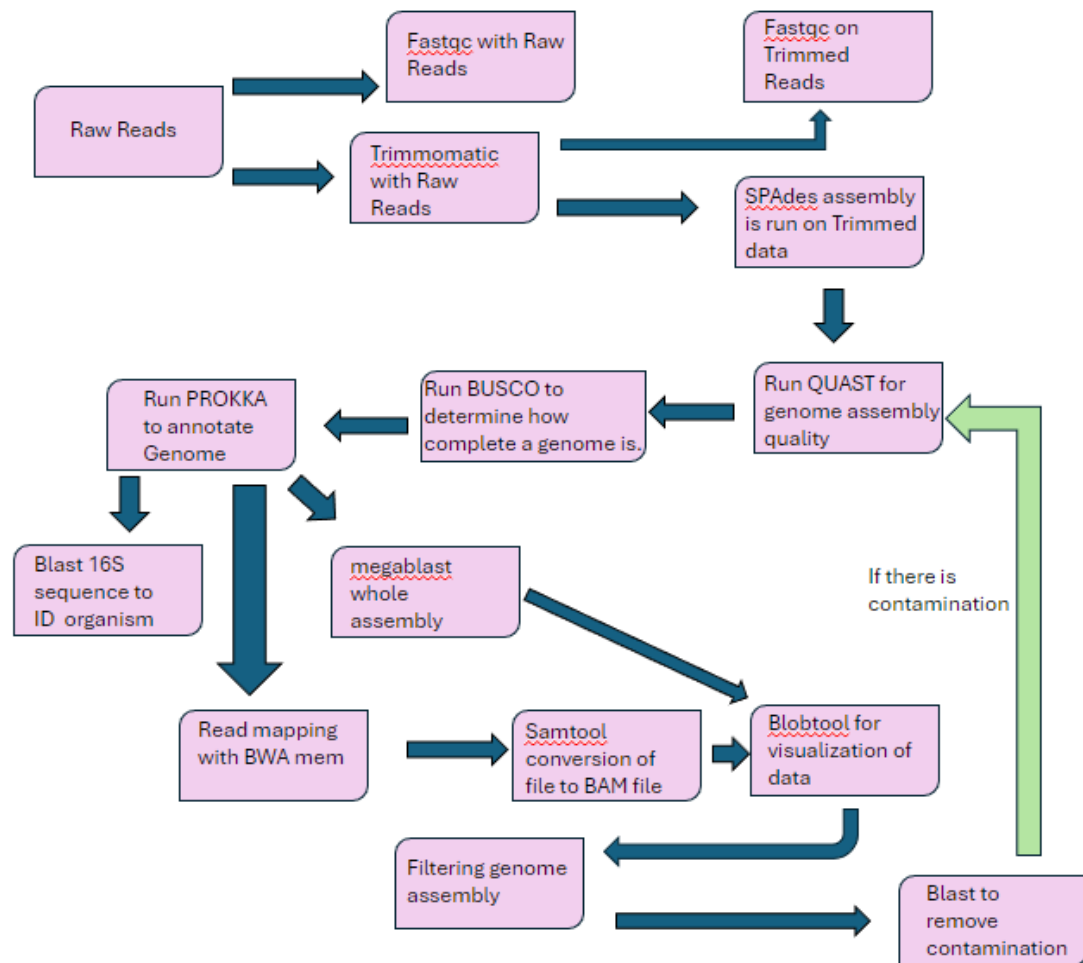 Fastqc with Raw
Reads
Fastqc on
Trimmed
Reads
Raw Reads
Trimmomatic
with Raw
Reads
SPAdes assembly
is run on Trimmed
data
Run PROKKA
to annotate
Genome
Run BUSCO to
determine how
complete a genome is.
Run QUAST for
genome assembly
quality
Blast 16S
sequence to
ID organism
megablast
whole
assembly
If there is
contamination
Read mapping
with BWA mem
Samtool
conversion of
file to BAM file
Blobtool for
visualization of
data
Filtering genome
assembly
Blast to
remove
contamination